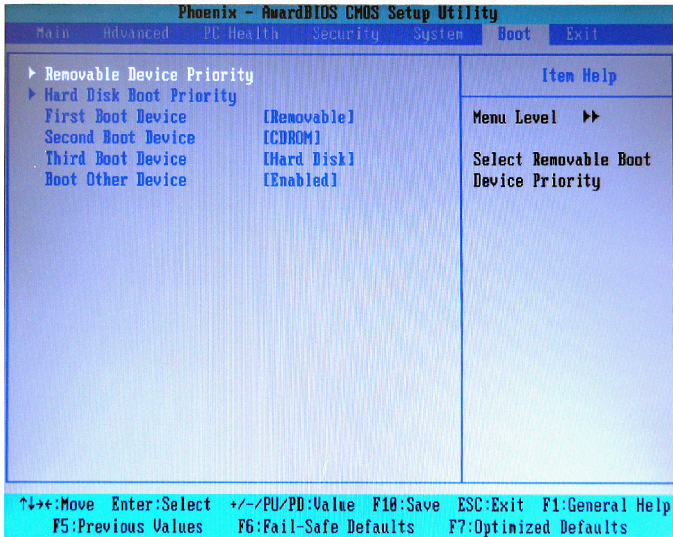 Phoenix - AwardBIOS CMOS Setup Utility
Main Advanced PC Health Security System Boot Exit
▶ Removable Device Priority
▶ Hard Disk Boot Priority
First Boot Device [Removable]
Second Boot Device [CDROM]
Third Boot Device [Hard Disk]
Boot Other Device [Enabled]
Item Help
Menu Level ▶▶
Select Removable Boot
Device Priority
↑↓→←:Move Enter:Select +/-/PU/PD:Value F10:Save ESC:Exit F1:General Help
F5:Previous Values F6:Fail-Safe Defaults F7:Optimized Defaults